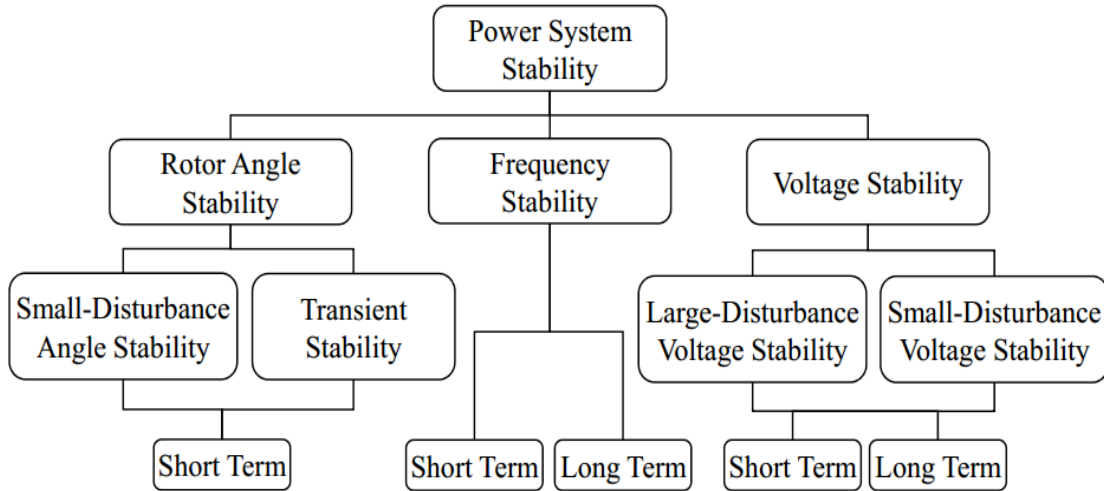 Power System
Stability
Rotor Angle
Stability
Frequency
Stability
Voltage Stability
Small-Disturbance
Angle Stability
Transient
Stability
Large-Disturbance
Voltage Stability
Small-Disturbance
Voltage Stability
Short Term
Short Term
Long Term
Short Term
Long Term